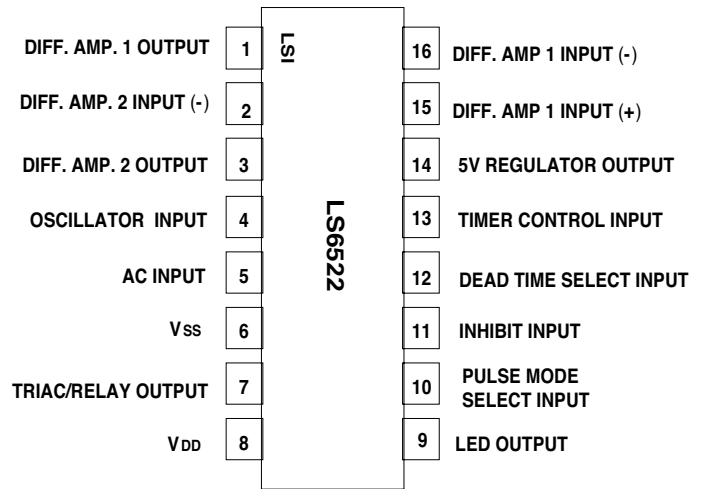 DIFF. AMP. 1 OUTPUT 1 LSI 16 DIFF. AMP 1 INPUT (-)
DIFF. AMP. 2 INPUT (-) 2 15 DIFF. AMP 1 INPUT (+)
DIFF. AMP. 2 OUTPUT 3 14 5V REGULATOR OUTPUT
OSCILLATOR INPUT 4 13 TIMER CONTROL INPUT
LS6522
AC INPUT 5 12 DEAD TIME SELECT INPUT
VSS 6 11 INHIBIT INPUT
TRIAC/RELAY OUTPUT 7 10 PULSE MODE
SELECT INPUT
VDD 8 9 LED OUTPUT